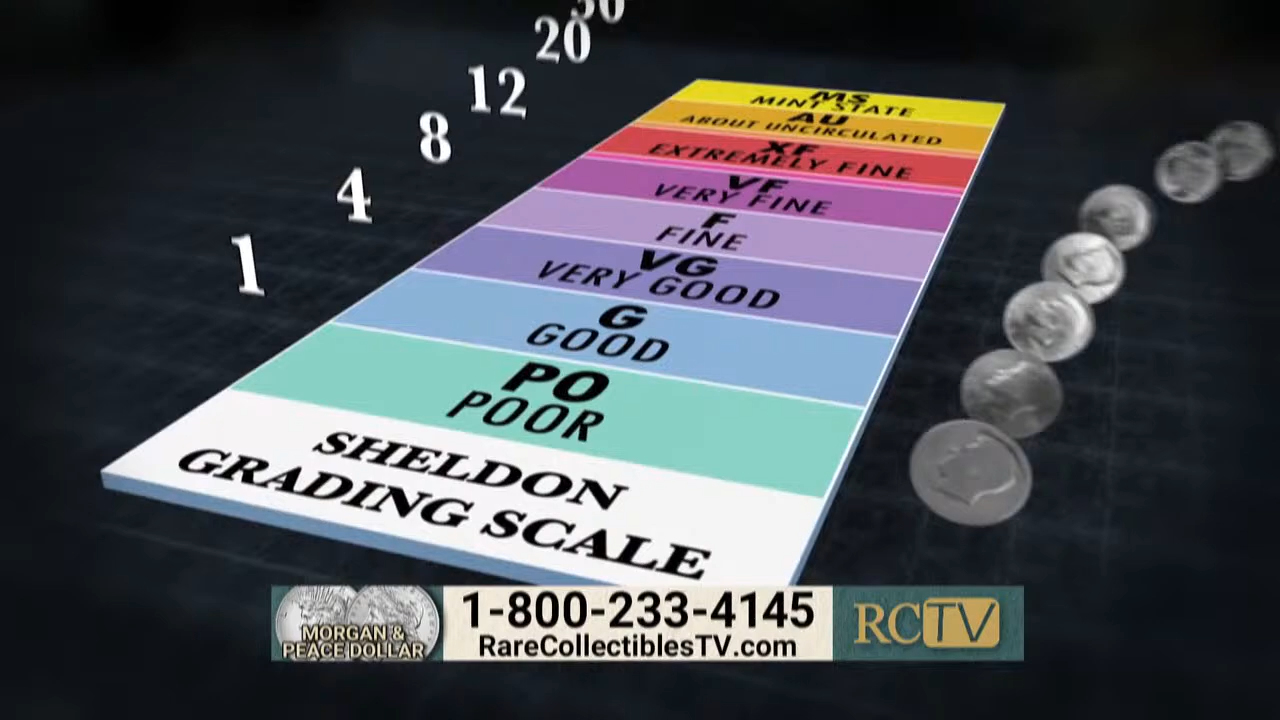 30
20
12
8
4
1
MS
MINT STATE
AU
ABOUT UNCIRCULATED
XF
EXTREMELY FINE
VF
VERY FINE
F
FINE
VG
VERY GOOD
G
GOOD
PO
POOR
SHELDON
GRADING SCALE
MORGAN &
PEACE DOLLAR
1-800-233-4145
RareCollectiblesTV.com
RCTV